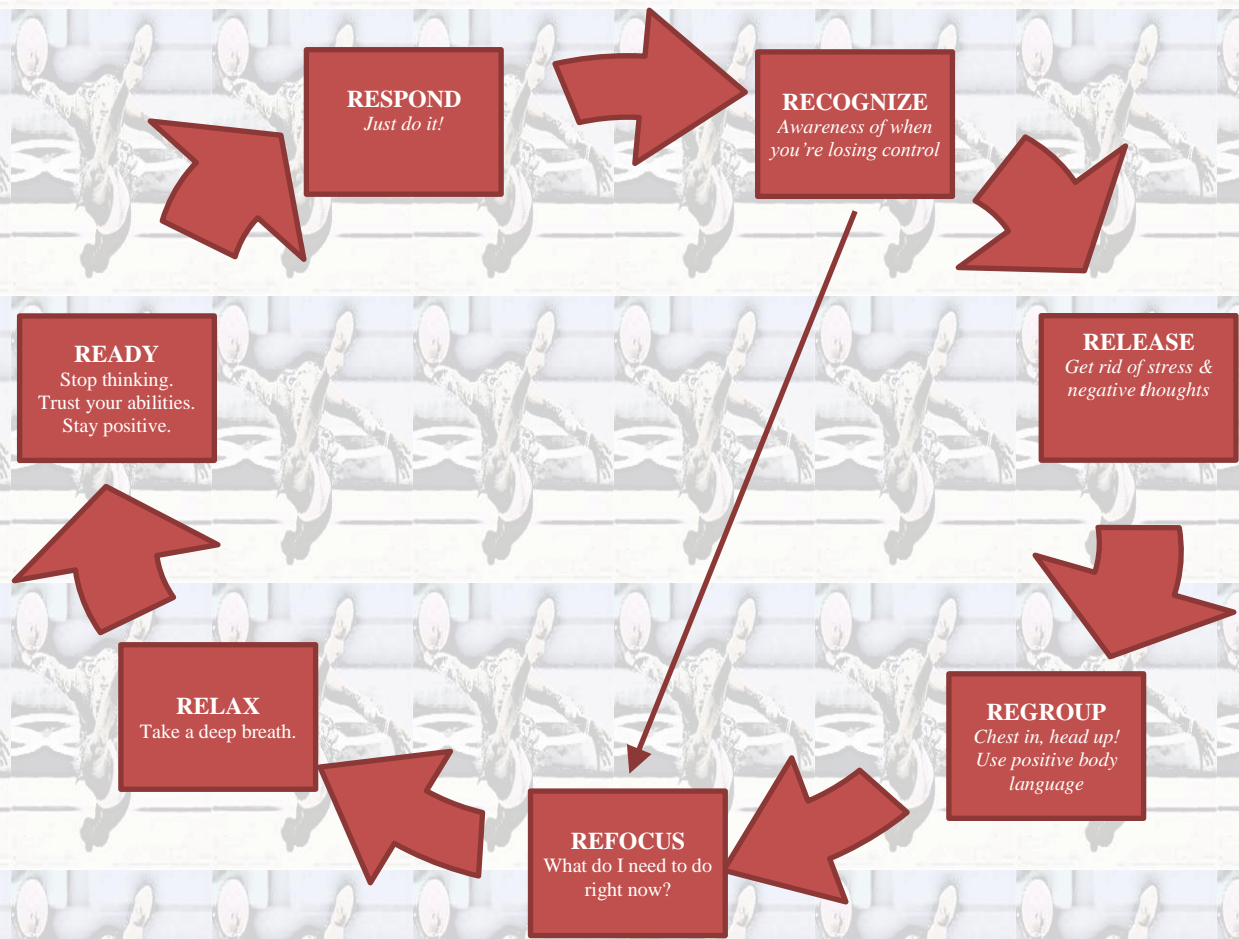 RESPOND
Just do it!
RECOGNIZE
Awareness of when
you're losing control
RELEASE
Get rid of stress &
negative thoughts
REGROUP
Chest in, head up!
Use positive body
language
REFOCUS
What do I need to do
right now?
RELAX
Take a deep breath.
READY
Stop thinking.
Trust your abilities.
Stay positive.